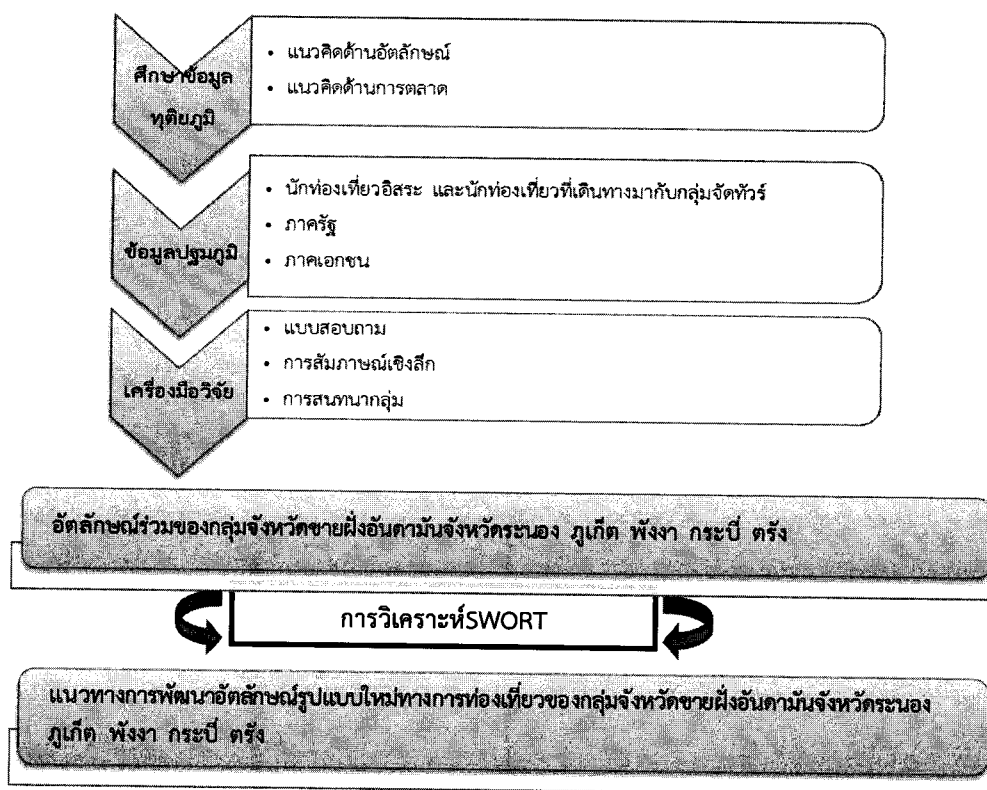 ศึกษาข้อมูล
ทุติยภูมิ
• แนวคิดด้านอัตลักษณ์
• แนวคิดด้านการตลาด
ข้อมูลปฐมภูมิ
• นักท่องเที่ยวอิสระ และนักท่องเที่ยวที่เดินทางมากับกลุ่มจัดทัวร์
• ภาครัฐ
• ภาคเอกชน
เครื่องมือวิจัย
• แบบสอบถาม
• การสัมภาษณ์เชิงลึก
• การสนทนากลุ่ม
อัตลักษณ์ร่วมของกลุ่มจังหวัดชายฝั่งอันดามันจังหวัดระนอง ภูเก็ต พังงา กระบี่ ตรัง
การวิเคราะห์SWORT
แนวทางการพัฒนาอัตลักษณ์รูปแบบใหม่ทางการท่องเที่ยวของกลุ่มจังหวัดชายฝั่งอันดามันจังหวัดระนอง
ภูเก็ต พังงา กระบี่ ตรัง